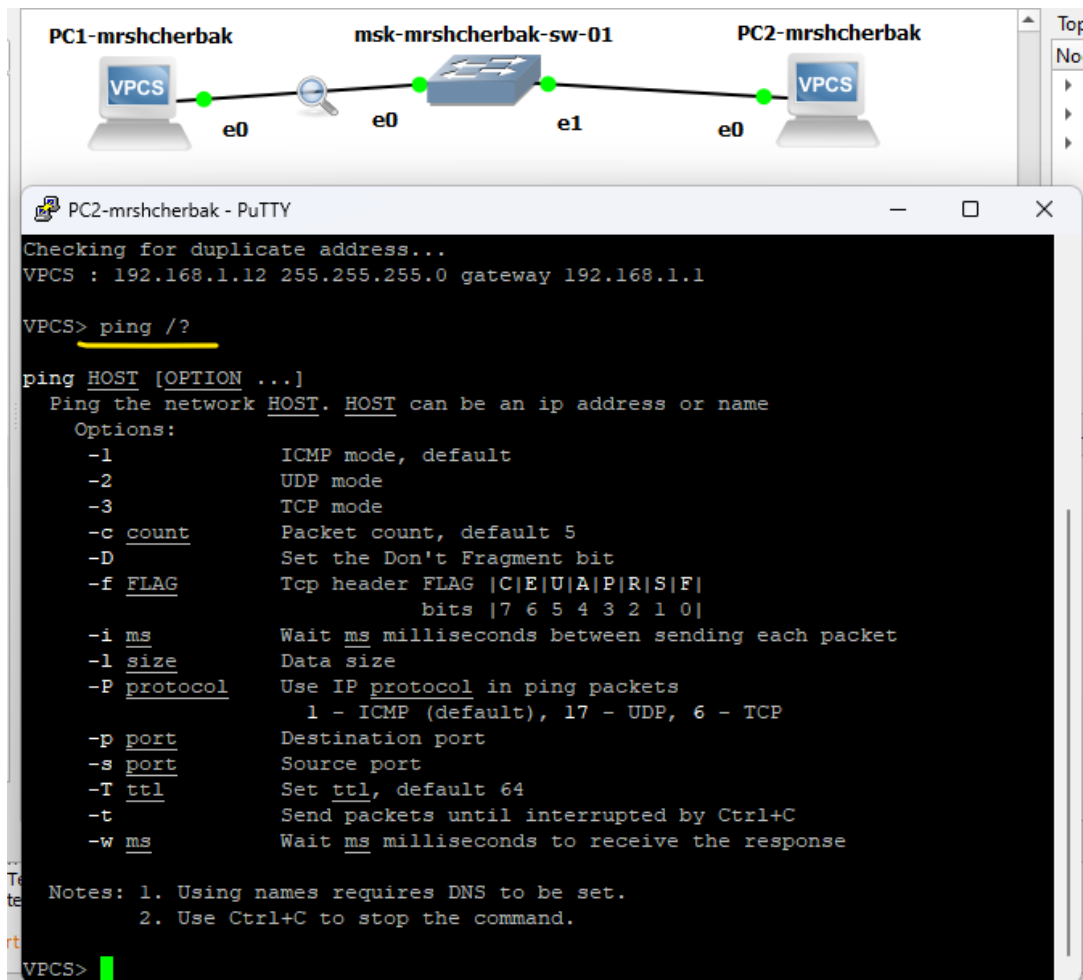 PC1-mrshcherbak
msk-mrshcherbak-sw-01
PC2-mrshcherbak
VPCS
VPCS
e0
e0
e1
e0
PC2-mrshcherbak - PuTTY
Checking for duplicate address...
VPCS : 192.168.1.12 255.255.255.0 gateway 192.168.1.1
VPCS> ping /?
ping HOST [OPTION ...]
Ping the network HOST. HOST can be an ip address or name
Options:
-1 ICMP mode, default
-2 UDP mode
-3 TCP mode
-c count Packet count, default 5
-D Set the Don't Fragment bit
-f FLAG Tcp header FLAG |C|E|U|A|P|R|S|F|
bits |7 6 5 4 3 2 1 0|
-i ms Wait ms milliseconds between sending each packet
-l size Data size
-P protocol Use IP protocol in ping packets
1 - ICMP (default), 17 - UDP, 6 - TCP
-p port Destination port
-s port Source port
-T ttl Set ttl, default 64
-t Send packets until interrupted by Ctrl+C
-w ms Wait ms milliseconds to receive the response
Notes: 1. Using names requires DNS to be set.
2. Use Ctrl+C to stop the command.
VPCS>